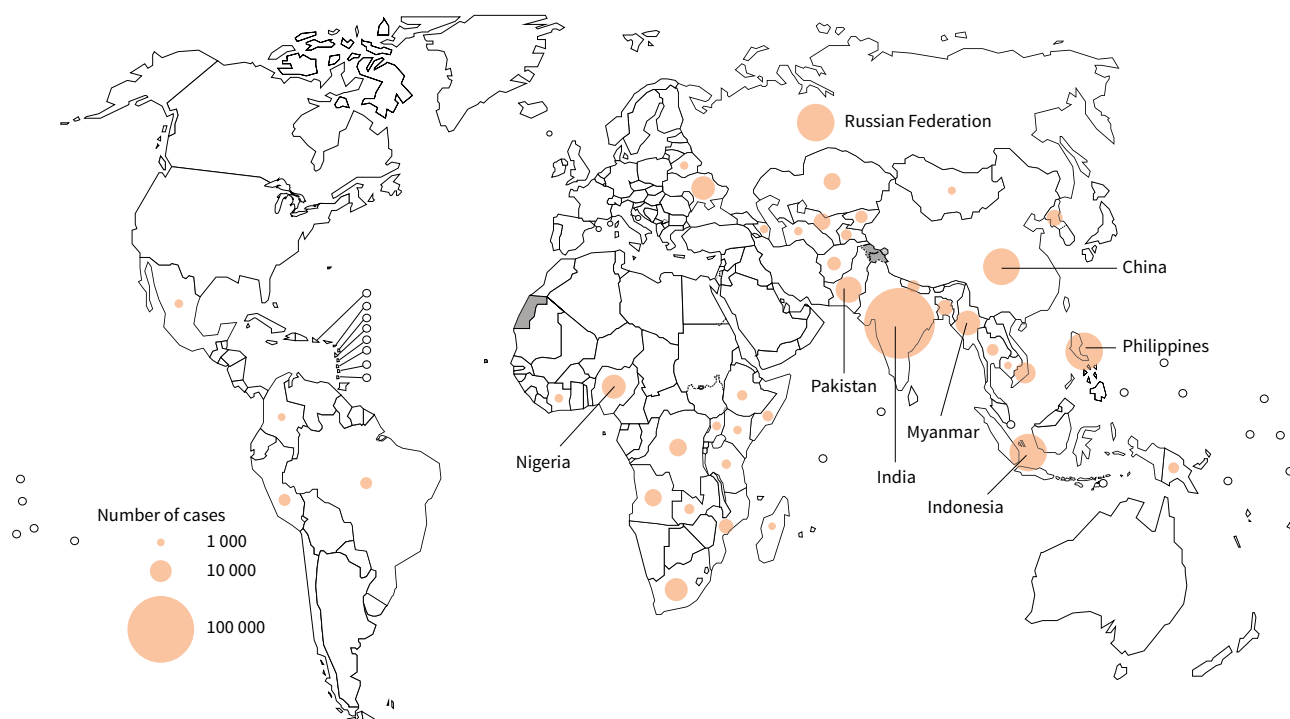 Russian Federation
China
Philippines
Pakistan
Myanmar
Nigeria
India
Indonesia
Number of cases
1 000
10 000
100 000